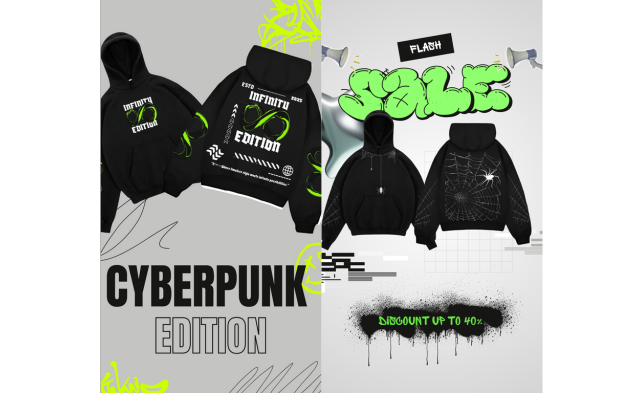 INFINITY
EDITION
ESTD
2025
INFINITY
EDITION
CYBERPUNK
EDITION
FLASH
SALE
DISCOUNT UP TO 40%